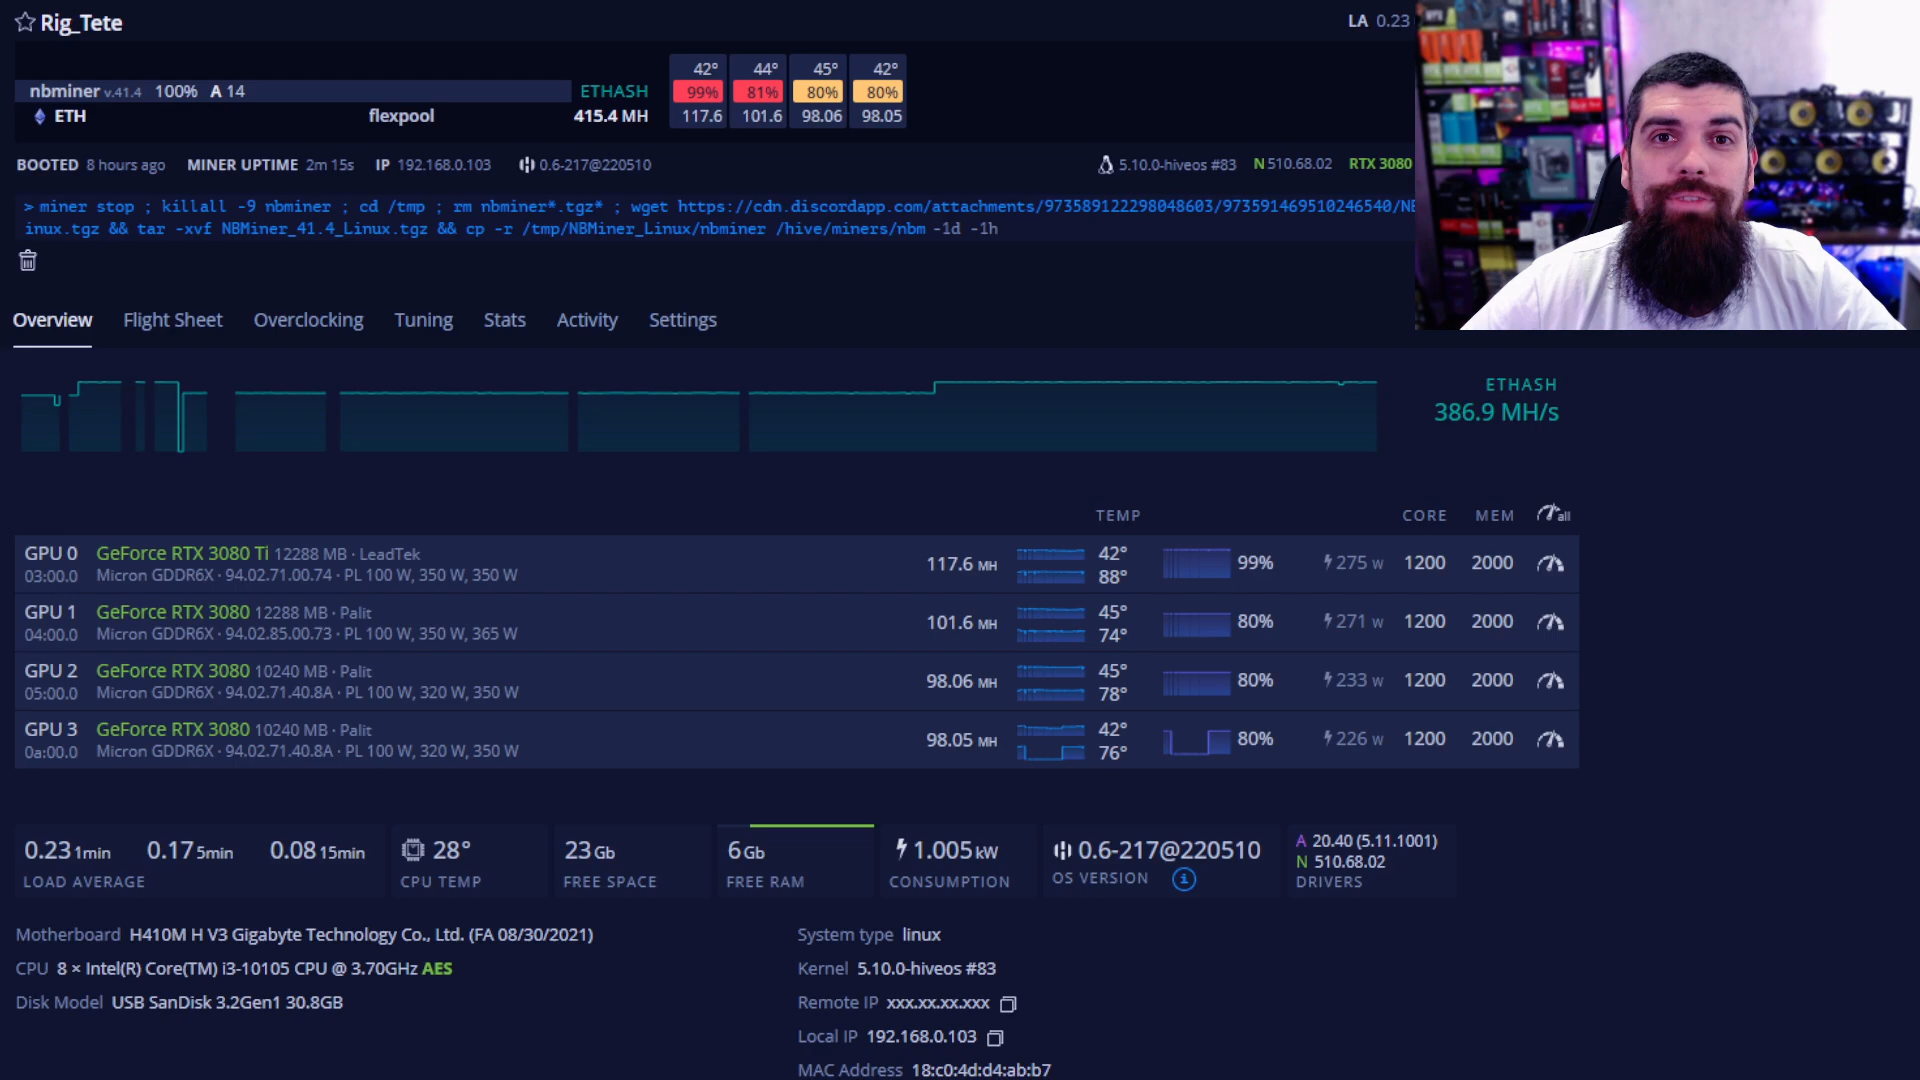 Rig_Tete
LA 0.23
nbminer v.41.4 100% A 14 ETHASH
ETH flexpool 415.4 MH
42° 44° 45° 42°
99% 81% 80% 80%
117.6 101.6 98.06 98.05
BOOTED 8 hours ago MINER UPTIME 2m 15s IP 192.168.0.103 0.6-217@220510 5.10.0-hiveos #83 N 510.68.02 RTX 3080
> miner stop ; killall -9 nbminer ; cd /tmp ; rm nbminer*.tgz* ; wget https://cdn.discordapp.com/attachments/973589122298048603/973591469510246540/NB
inux.tgz && tar -xvf NBMiner_41.4_Linux.tgz && cp -r /tmp/NBMiner_Linux/nbminer /hive/miners/nbm -1d -1h
Overview Flight Sheet Overclocking Tuning Stats Activity Settings
ETHASH
386.9 MH/s
TEMP CORE MEM all
GPU 0 GeForce RTX 3080 Ti 12288 MB · LeadTek 117.6 MH 42° 99% 275 W 1200 2000
03:00.0 Micron GDDR6X · 94.02.71.00.74 · PL 100 W, 350 W, 350 W 88°
GPU 1 GeForce RTX 3080 12288 MB · Palit 101.6 MH 45° 80% 271 W 1200 2000
04:00.0 Micron GDDR6X · 94.02.85.00.73 · PL 100 W, 350 W, 365 W 74°
GPU 2 GeForce RTX 3080 10240 MB · Palit 98.06 MH 45° 80% 233 W 1200 2000
05:00.0 Micron GDDR6X · 94.02.71.40.8A · PL 100 W, 320 W, 350 W 78°
GPU 3 GeForce RTX 3080 10240 MB · Palit 98.05 MH 42° 80% 226 W 1200 2000
0a:00.0 Micron GDDR6X · 94.02.71.40.8A · PL 100 W, 320 W, 350 W 76°
0.23 1min 0.17 5min 0.08 15min
LOAD AVERAGE
28°
CPU TEMP
23 Gb
FREE SPACE
6 Gb
FREE RAM
1.005 kW
CONSUMPTION
0.6-217@220510
OS VERSION
A 20.40 (5.11.1001)
N 510.68.02
DRIVERS
Motherboard H410M H V3 Gigabyte Technology Co., Ltd. (FA 08/30/2021)
CPU 8 × Intel(R) Core(TM) i3-10105 CPU @ 3.70GHz AES
Disk Model USB SanDisk 3.2Gen1 30.8GB
System type linux
Kernel 5.10.0-hiveos #83
Remote IP xxx.xx.xx.xxx
Local IP 192.168.0.103
MAC Address 18:c0:4d:d4:ab:b7